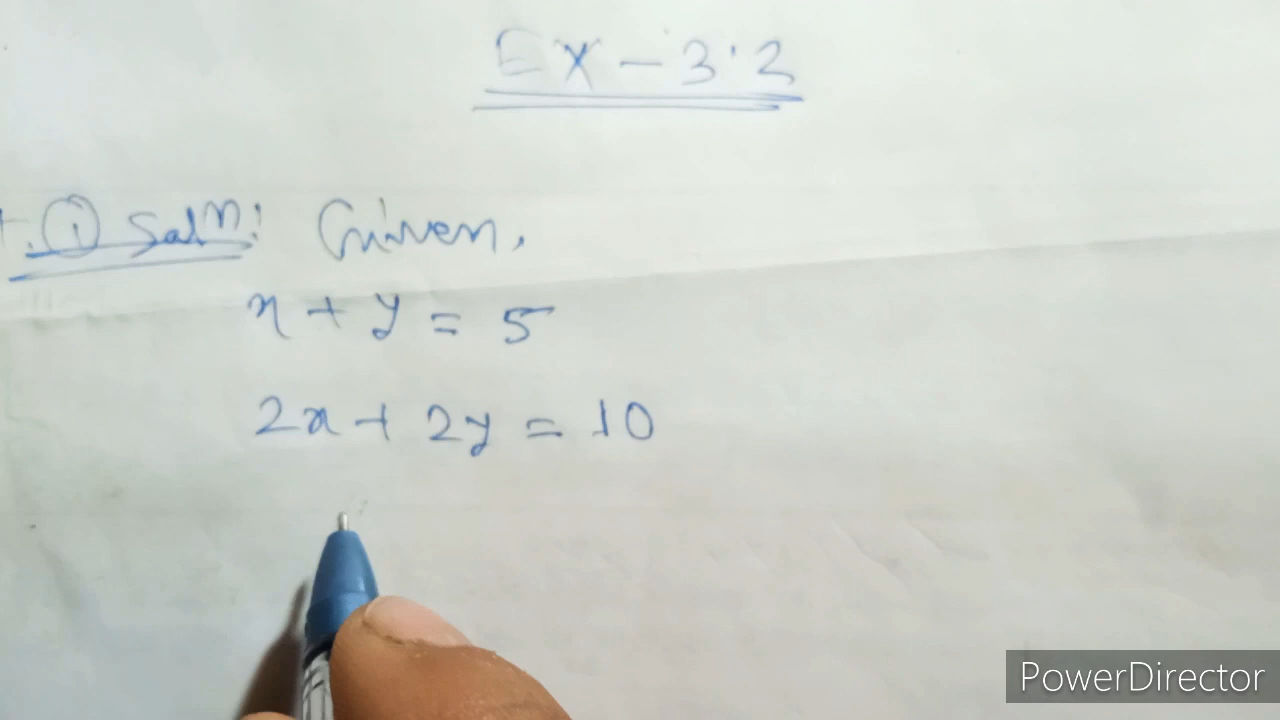 Ex - 3.2
① Solⁿ: Given,
x + y = 5
2x + 2y = 10
PowerDirector